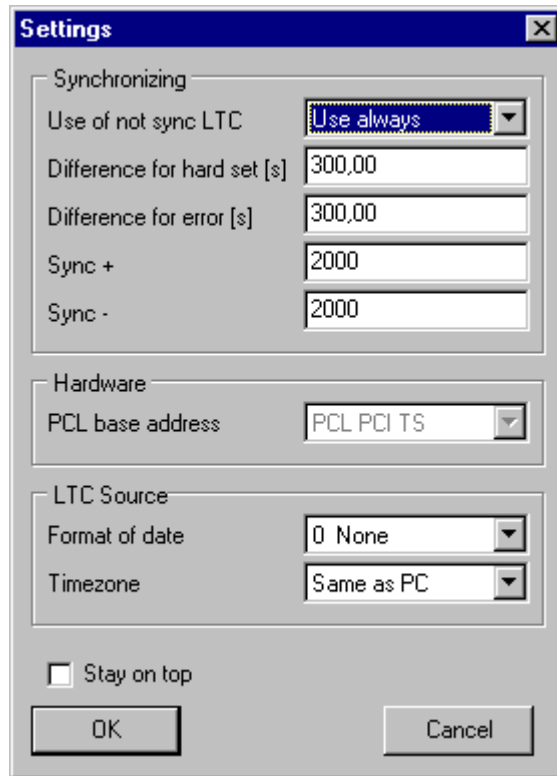 Settings
Synchronizing
Use of not sync LTC Use always
Difference for hard set [s] 300,00
Difference for error [s] 300,00
Sync + 2000
Sync - 2000
Hardware
PCL base address PCL PCI TS
LTC Source
Format of date 0 None
Timezone Same as PC
Stay on top
OK Cancel